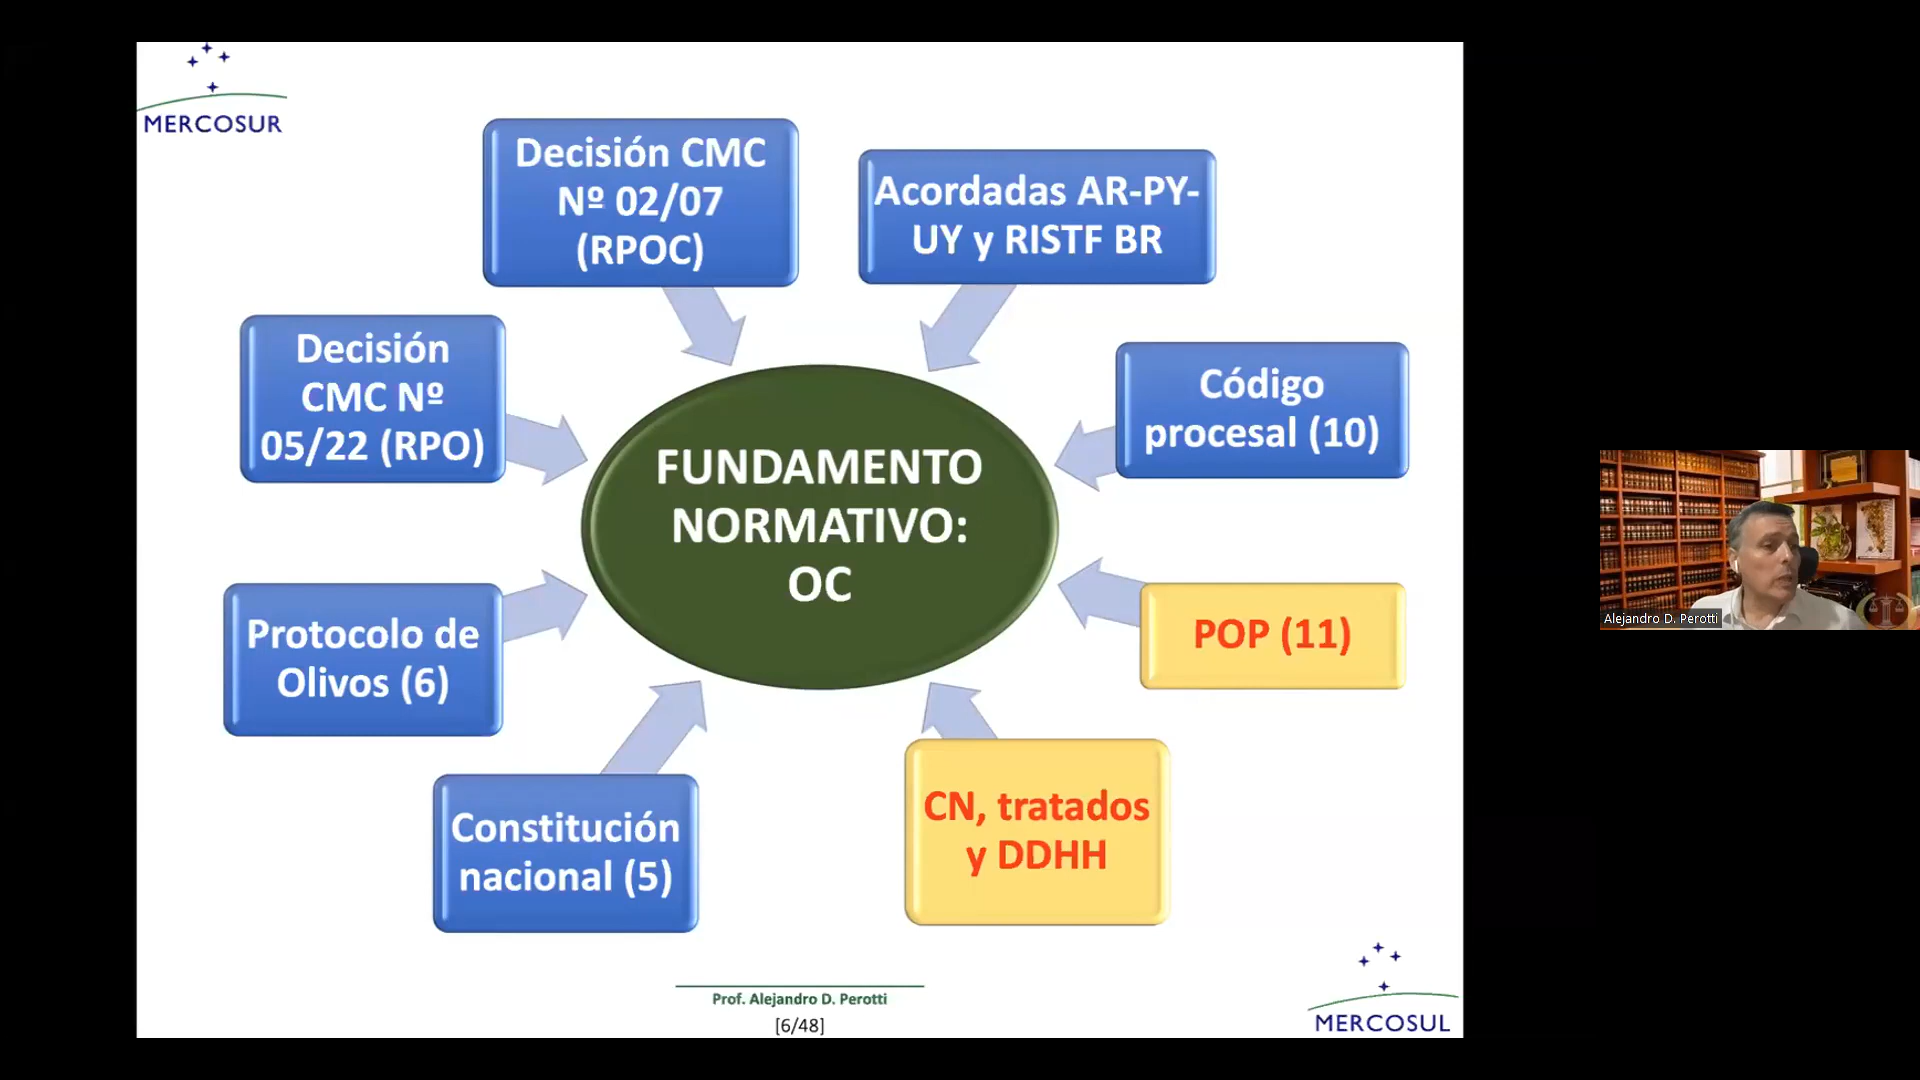 MERCOSUR
Decisión CMC
Nº 02/07
(RPOC)
Acordadas AR-PY-
UY y RISTF BR
Decisión
CMC Nº
05/22 (RPO)
Código
procesal (10)
FUNDAMENTO
NORMATIVO:
OC
Protocolo de
Olivos (6)
POP (11)
Constitución
nacional (5)
CN, tratados
y DDHH
Prof. Alejandro D. Perotti
[6/48]
MERCOSUL
Alejandro D. Perotti